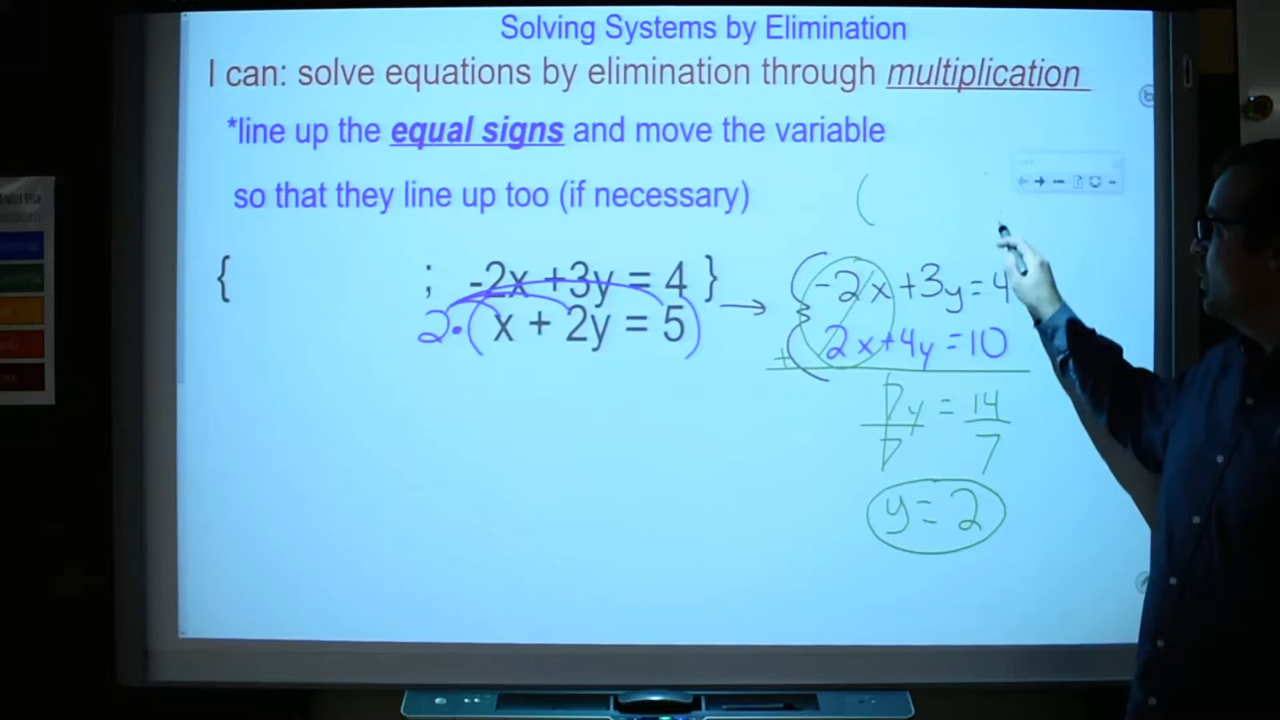 Solving Systems by Elimination
I can: solve equations by elimination through multiplication
*line up the equal signs and move the variable
so that they line up too (if necessary)
(
{ ; -2x +3y = 4 }
2·( x + 2y = 5)
→
-2x +3y = 4
+ 2x+4y = 10
7y = 14
7 7
y = 2